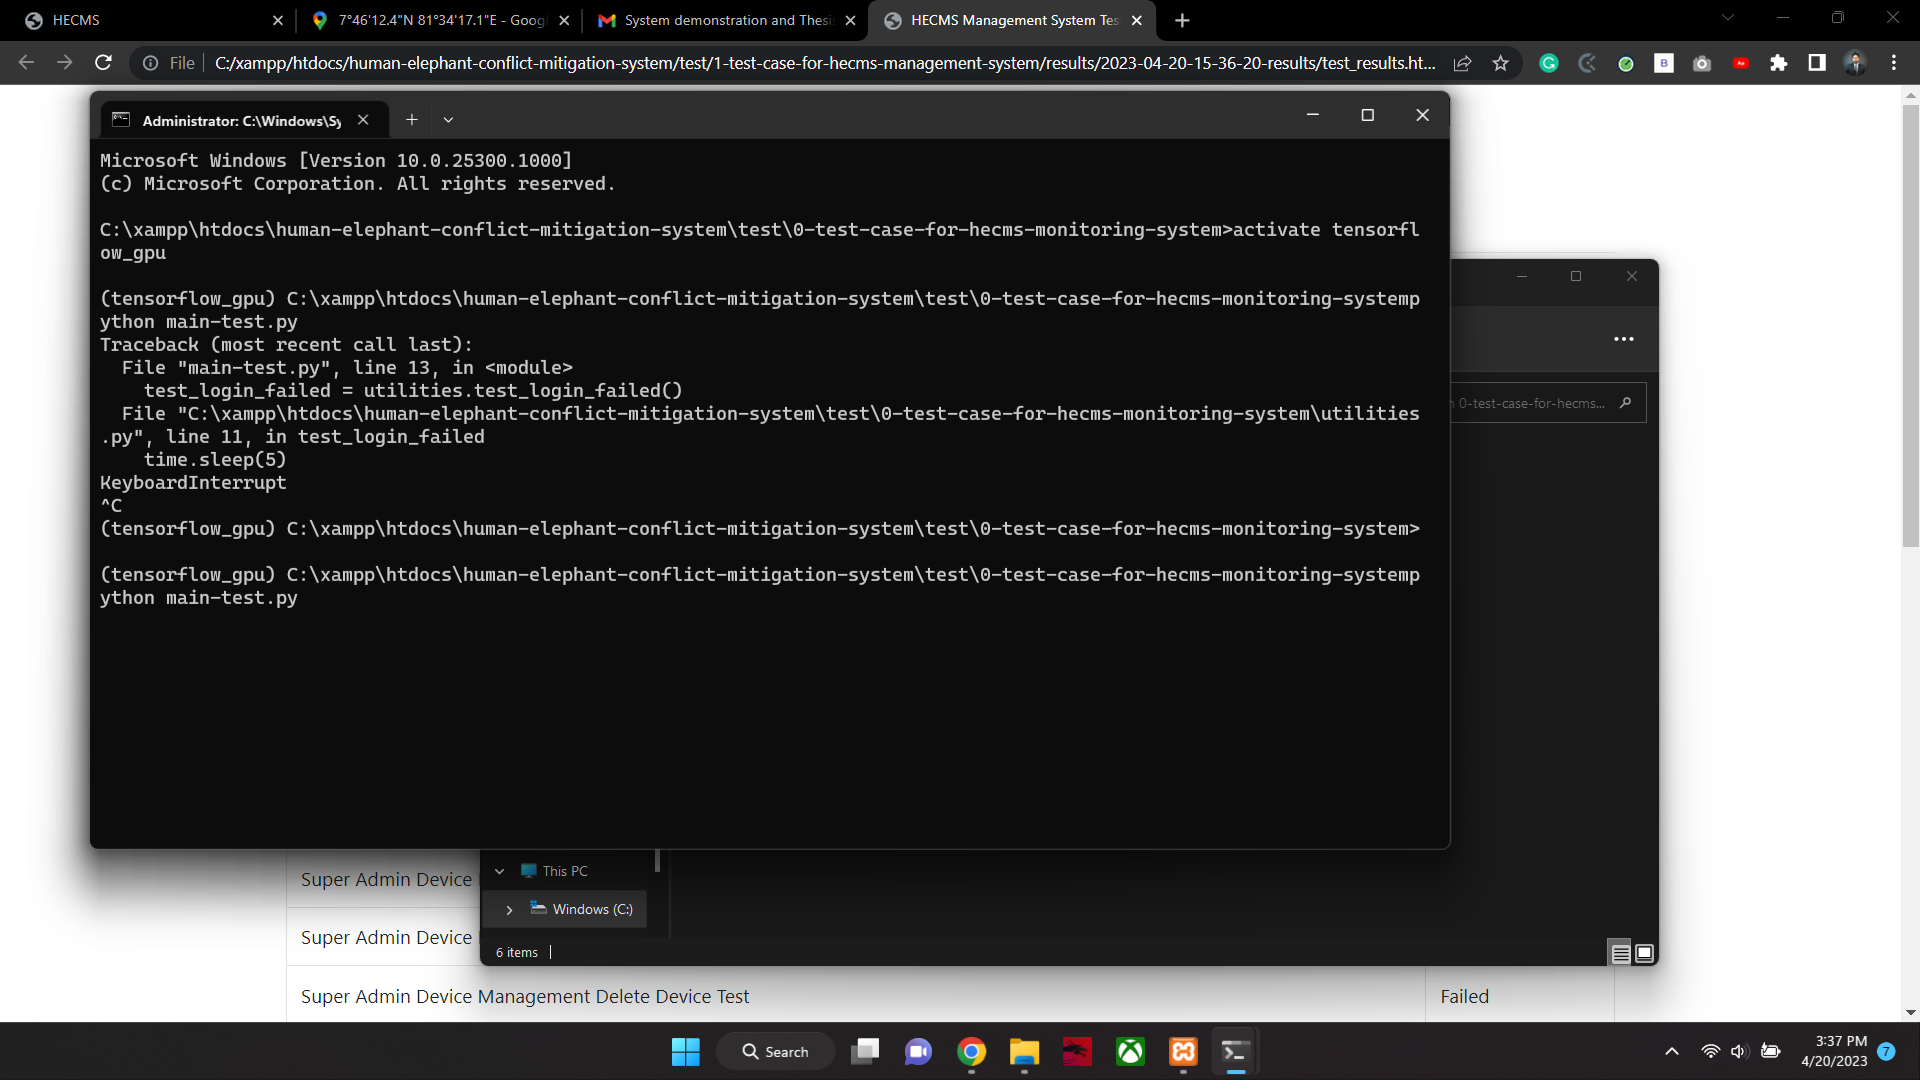 HECMS
7°46'12.4"N 81°34'17.1"E - Goog
System demonstration and Thesis
HECMS Management System Tes
File
C:/xampp/htdocs/human-elephant-conflict-mitigation-system/test/1-test-case-for-hecms-management-system/results/2023-04-20-15-36-20-results/test_results.ht...
Administrator: C:\Windows\Sy
Microsoft Windows [Version 10.0.25300.1000]
(c) Microsoft Corporation. All rights reserved.
C:\xampp\htdocs\human-elephant-conflict-mitigation-system\test\0-test-case-for-hecms-monitoring-system>activate tensorfl
ow_gpu
(tensorflow_gpu) C:\xampp\htdocs\human-elephant-conflict-mitigation-system\test\0-test-case-for-hecms-monitoring-systemp
ython main-test.py
Traceback (most recent call last):
File "main-test.py", line 13, in <module>
test_login_failed = utilities.test_login_failed()
File "C:\xampp\htdocs\human-elephant-conflict-mitigation-system\test\0-test-case-for-hecms-monitoring-system\utilities
.py", line 11, in test_login_failed
time.sleep(5)
KeyboardInterrupt
^C
(tensorflow_gpu) C:\xampp\htdocs\human-elephant-conflict-mitigation-system\test\0-test-case-for-hecms-monitoring-system>
(tensorflow_gpu) C:\xampp\htdocs\human-elephant-conflict-mitigation-system\test\0-test-case-for-hecms-monitoring-systemp
ython main-test.py
0-test-case-for-hecms...
This PC
Windows (C:)
6 items
Super Admin Device
Super Admin Device
Super Admin Device Management Delete Device Test
Failed
Search
3:37 PM
4/20/2023
7